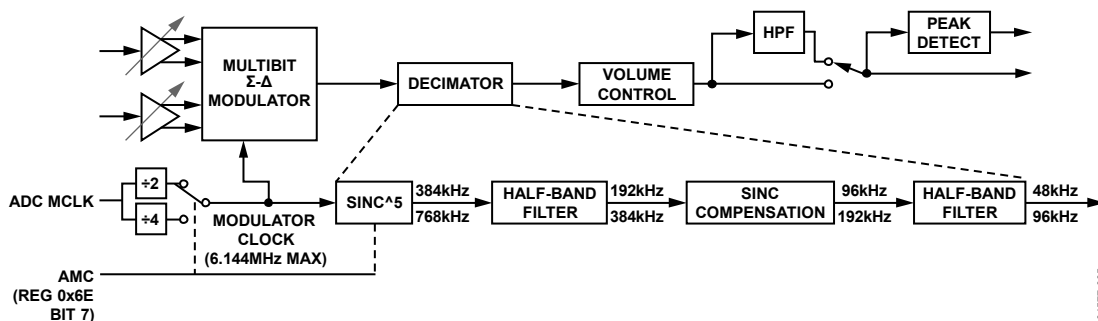 HPF
PEAK
DETECT
MULTIBIT
Σ-Δ
MODULATOR
DECIMATOR
VOLUME
CONTROL
ADC MCLK
÷2
÷4
MODULATOR
CLOCK
(6.144MHz MAX)
SINC^5
384kHz
768kHz
HALF-BAND
FILTER
192kHz
384kHz
SINC
COMPENSATION
96kHz
192kHz
HALF-BAND
FILTER
48kHz
96kHz
AMC
(REG 0x6E
BIT 7)